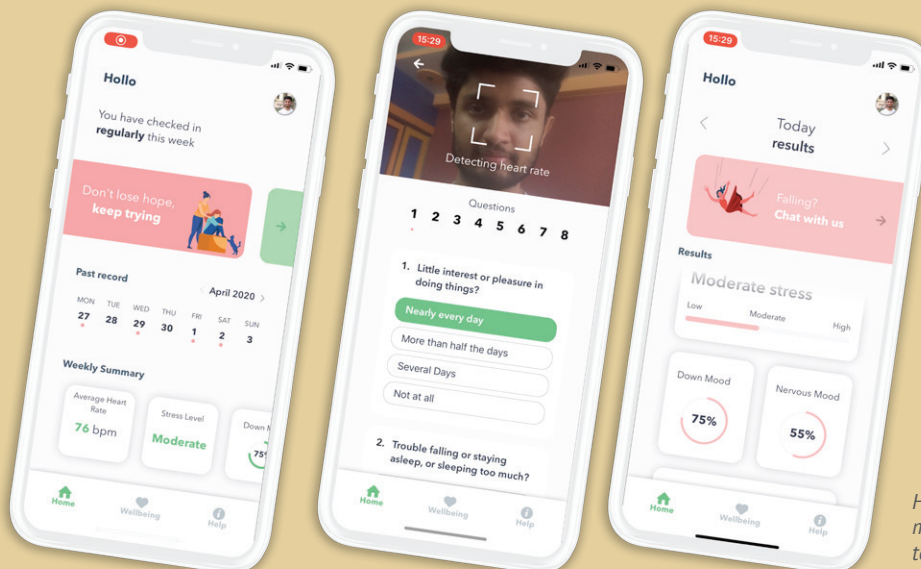 Hollo
You have checked in
regularly this week
Don't lose hope,
keep trying
Past record
April 2020
MON TUE WED THU FRI SAT SUN
27 28 29 30 1 2 3
Weekly Summary
Average Heart
Rate
76 bpm
Stress Level
Moderate
Down
75
Home
Wellbeing
Help
15:29
Detecting heart rate
Questions
1 2 3 4 5 6 7 8
1. Little interest or pleasure in
doing things?
Nearly every day
More than half the days
Several Days
Not at all
2. Trouble falling or staying
asleep, or sleeping too much?
Home
Wellbeing
Help
15:29
Hollo
Today
results
Falling?
Chat with us
Results
Moderate stress
Low Moderate High
Down Mood
75%
Nervous Mood
55%
Home
Wellbeing
Help